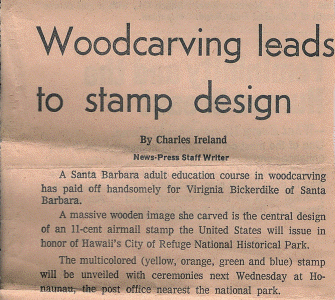 Woodcarving leads
to stamp design
By Charles Ireland
News-Press Staff Writer
A Santa Barbara adult education course in woodcarving
has paid off handsomely for Virignia Bickerdike of Santa
Barbara.
A massive wooden image she carved is the central design
of an 11-cent airmail stamp the United States will issue in
honor of Hawaii's City of Refuge National Historical Park.
The multicolored (yellow, orange, green and blue) stamp
will be unveiled with ceremonies next Wednesday at Ho-
naunau, the post office nearest the national park.